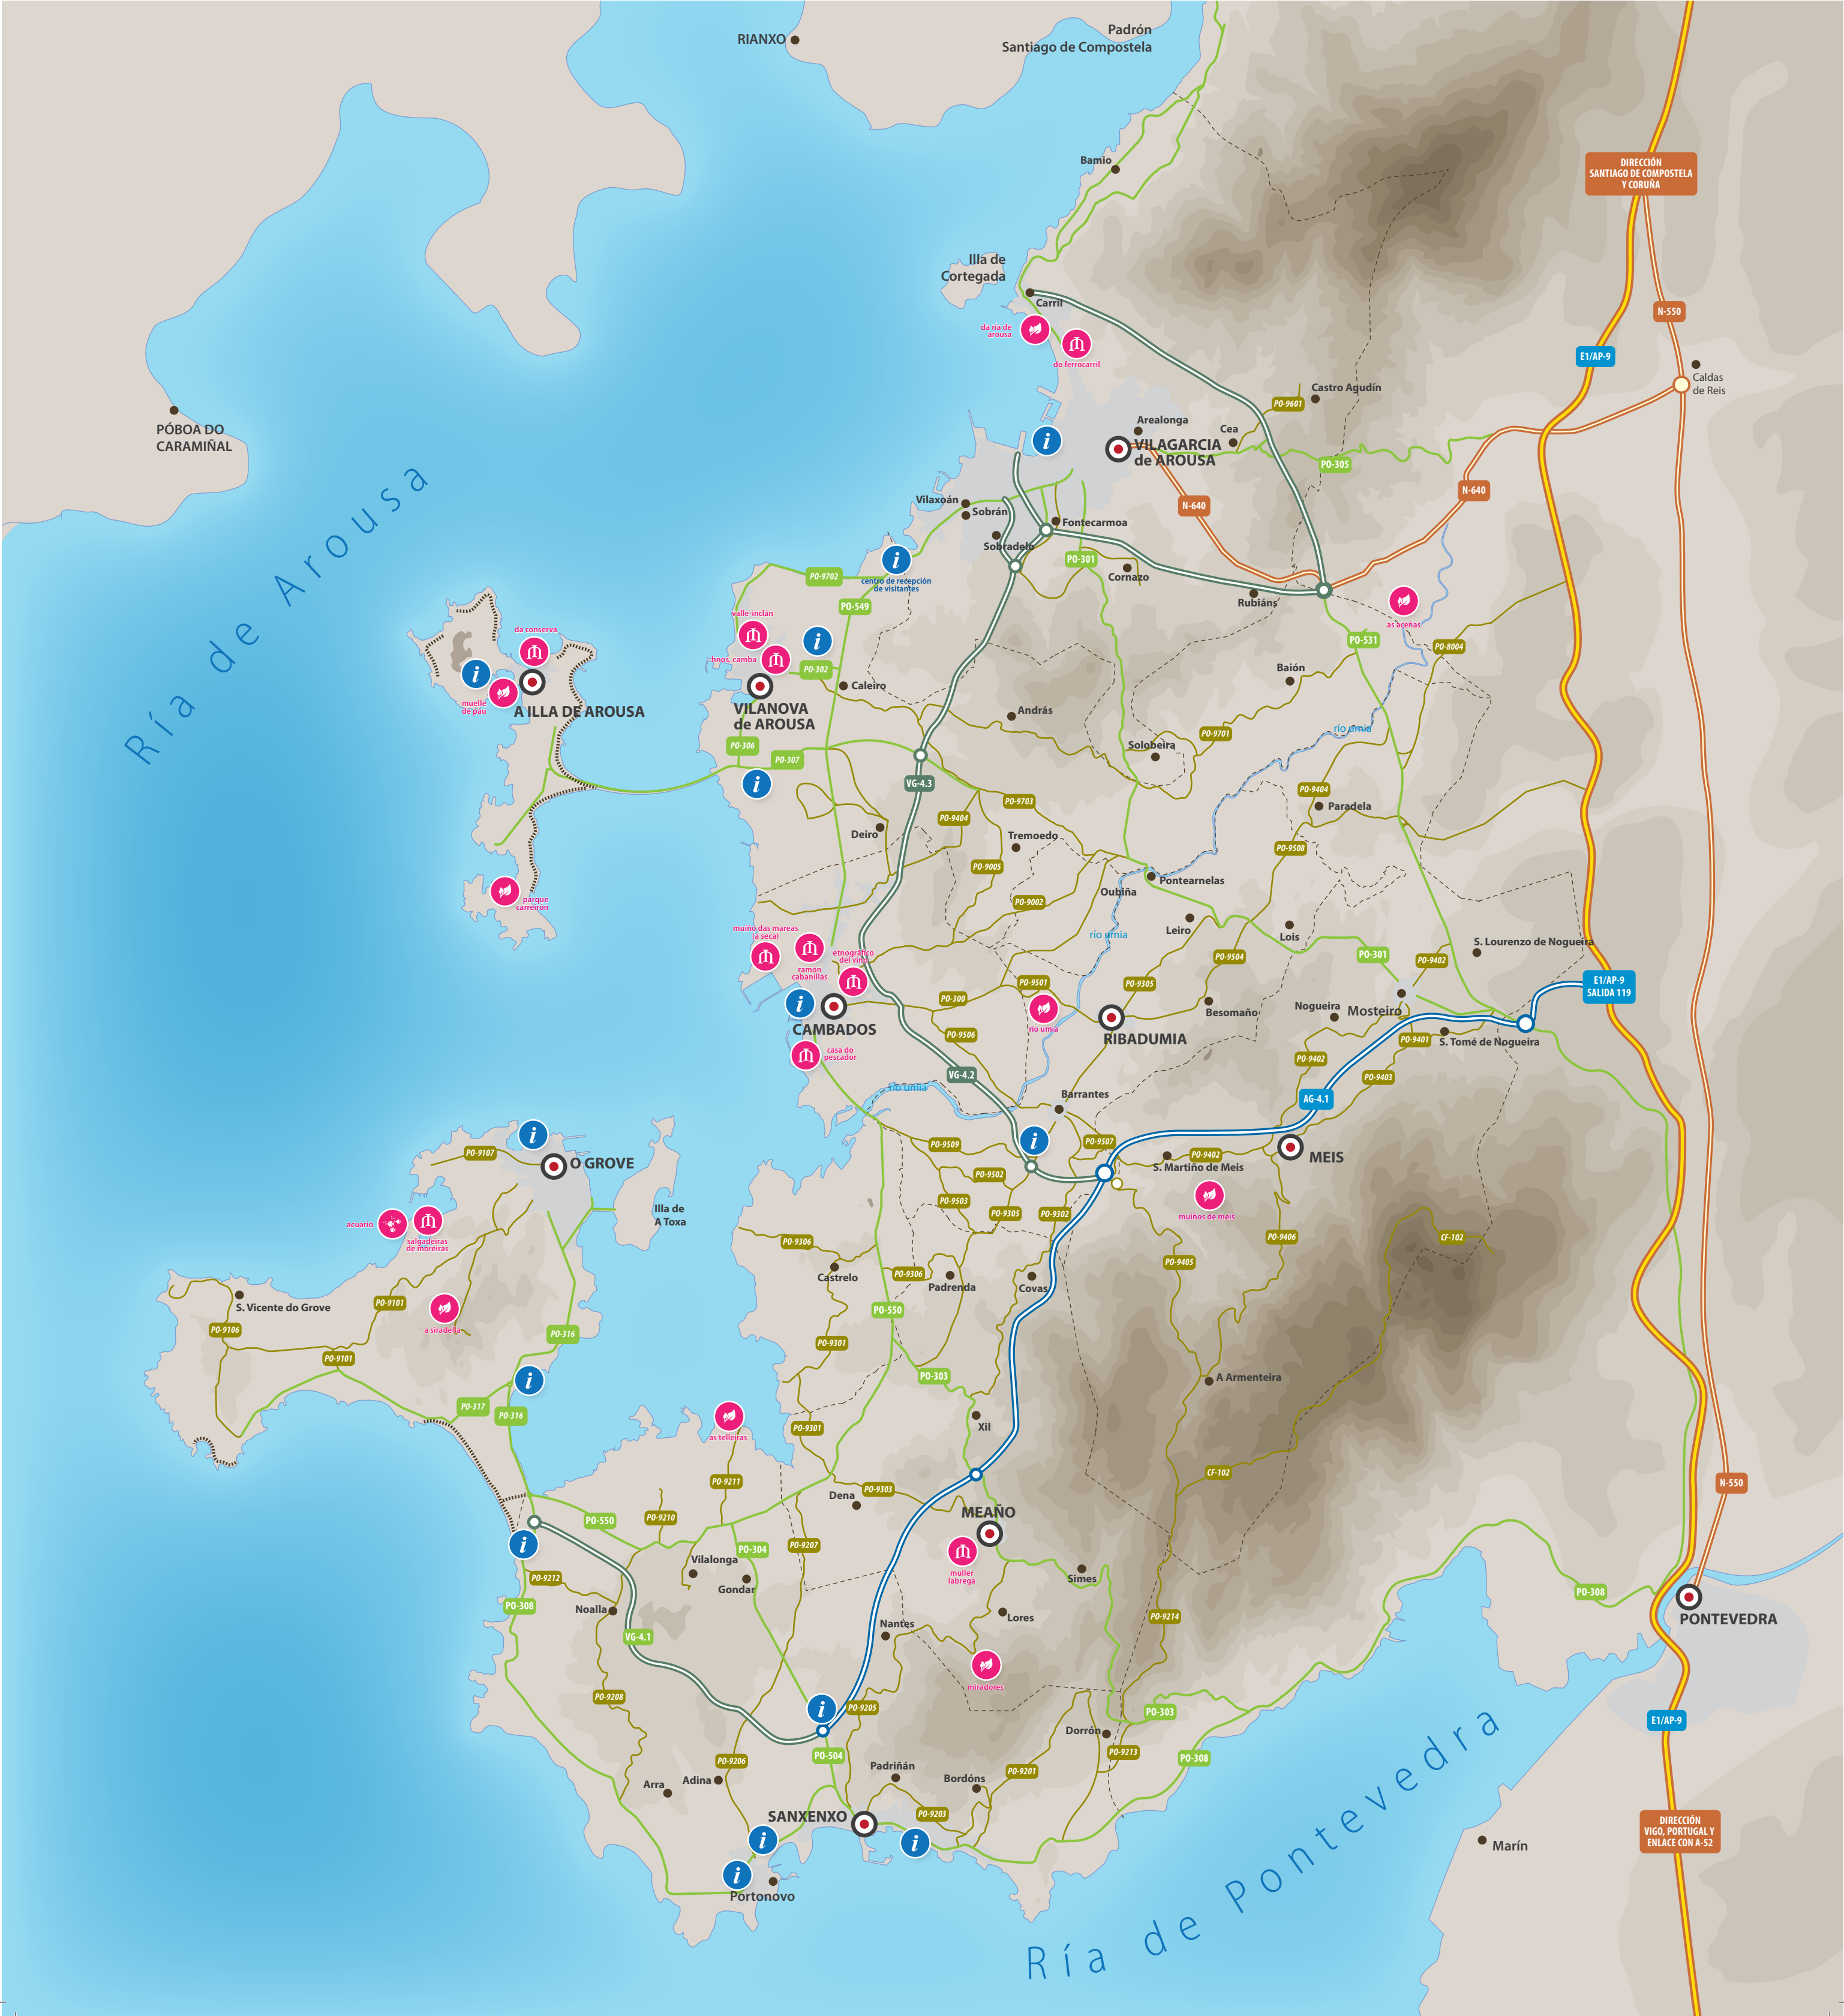 RIANXO
Padrón
Santiago de Compostela
Bamio
DIRECCIÓN
SANTIAGO DE COMPOSTELA
Y CORUÑA
Illa de
Cortegada
Carril
N-550
da ría de
arousa
do ferrocarril
E1/AP-9
Caldas
de Reis
Castro Agudín
PO-9601
PÓBOA DO
CARAMIÑAL
Arealonga
Cea
VILAGARCIA
de AROUSA
PO-305
N-640
N-640
Ría de Arousa
Vilaxoán
Sobrán
Fontecarmoa
Sobradelo
PO-301
Cornazo
centro de recepción
de visitantes
PO-9702
PO-549
Rubiáns
as aceñas
valle-inclán
hnos. camba
PO-302
PO-531
PO-8004
da conserva
muelle
de pau
A ILLA DE AROUSA
Caleiro
VILANOVA
de AROUSA
Baión
András
río umia
PO-9701
Solobeira
PO-306
PO-307
VG-4.3
PO-9404
PO-9703
PO-9404
Paradela
Deiro
Tremoedo
PO-9508
PO-9005
Pontearnelas
Oubiña
parque
carreirón
PO-9002
muiño das mareas
(a seca)
ramón
cabanillas
etnográfico
del vino
río umia
Leiro
Lois
S. Lourenzo de Nogueira
PO-301
PO-9402
PO-9504
PO-9501
PO-9305
E1/AP-9
SALIDA 119
PO-300
río umia
Besomaño
Nogueira
Mosteiro
CAMBADOS
PO-9506
RIBADUMIA
PO-9401
S. Tomé de Nogueira
casa do
pescador
PO-9402
VG-4.2
PO-9403
río umia
Barrantes
AG-4.1
PO-9107
O GROVE
PO-9509
PO-9507
PO-9402
MEIS
S. Martiño de Meis
PO-9502
PO-9503
PO-9305
PO-9302
muiños de meis
Illa de
A Toxa
acuario
salgadeiras
de moreiras
PO-9306
PO-9406
CF-102
PO-9405
Castrelo
PO-9306
Padrenda
Covas
S. Vicente do Grove
PO-9101
a siradella
PO-550
PO-9106
PO-316
PO-9301
PO-9101
PO-303
A Armenteira
PO-317
PO-316
as telleiras
PO-9301
Xil
CF-102
PO-9211
N-550
PO-9303
Dena
MEAÑO
PO-550
PO-9210
PO-9207
PO-304
Vilalonga
Gondar
muller
labrega
Simes
PO-9212
PO-308
PO-308
Noalla
Lores
PO-9214
PONTEVEDRA
Nantes
VG-4.1
miradores
PO-9208
PO-9205
PO-303
E1/AP-9
Dorrón
PO-9213
PO-308
PO-504
PO-9206
Padriñán
PO-9201
Adina
Arra
Bordóns
SANXENXO
PO-9203
DIRECCIÓN
VIGO, PORTUGAL Y
ENLACE CON A-52
Marín
Portonovo
Ría de Pontevedra